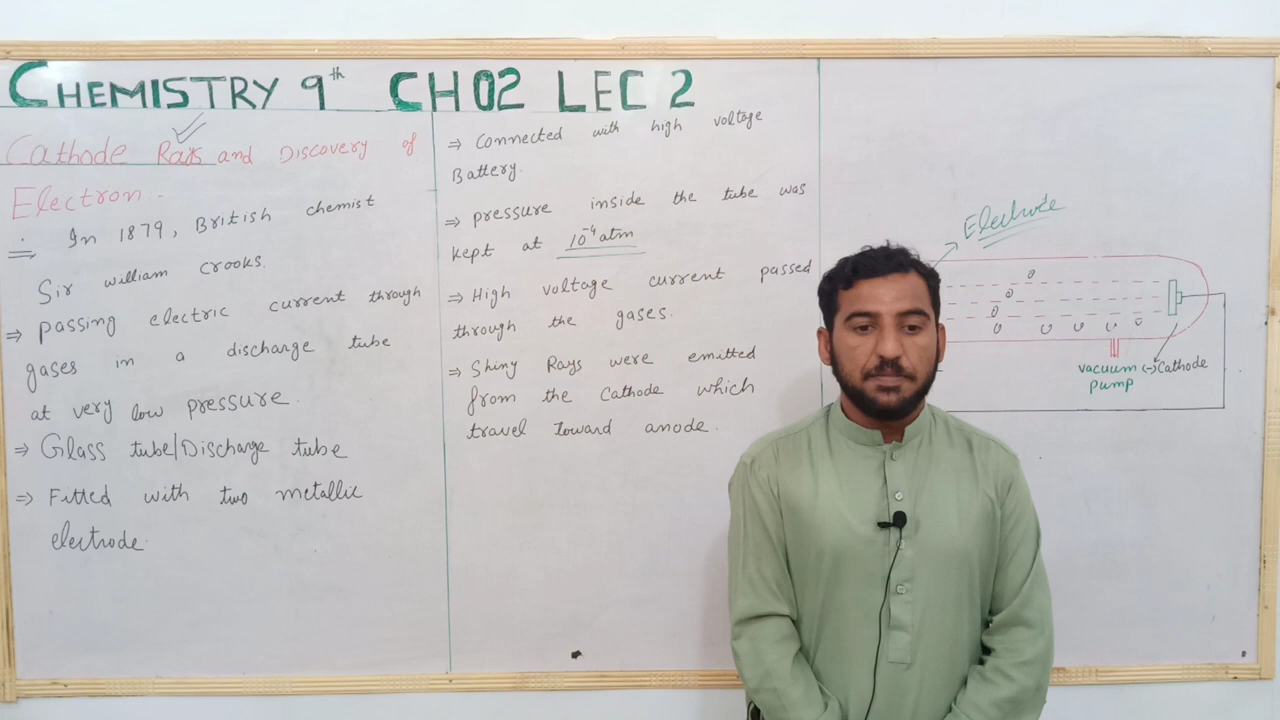 CHEMISTRY 9th CH02 LEC 2
Cathode Rays and Discovery of
Electron:-
In 1879, British chemist
Sir william crooks.
⇒ passing electric current through
gases in a discharge tube
at very low pressure.
⇒ Glass tube/Discharge tube
⇒ Fitted with two metallic
electrode.
⇒ Connected with high voltage
Battery.
⇒ pressure inside the tube was
kept at 10⁻⁴ atm
⇒ High voltage current passed
through the gases.
⇒ Shiny Rays were emitted
from the Cathode which
travel Toward anode.
Electrode
vacuum
pump
(-) Cathode